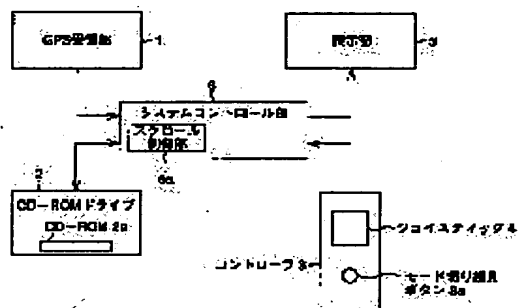 GPS受信部 1
表示部
6
システムコントロール部
スクロール
制御部
6a
2
CD-ROMドライブ
CD-ROM 2a
ジョイスティック 4
コントローラ 3
モード切り替え
ボタン 3a